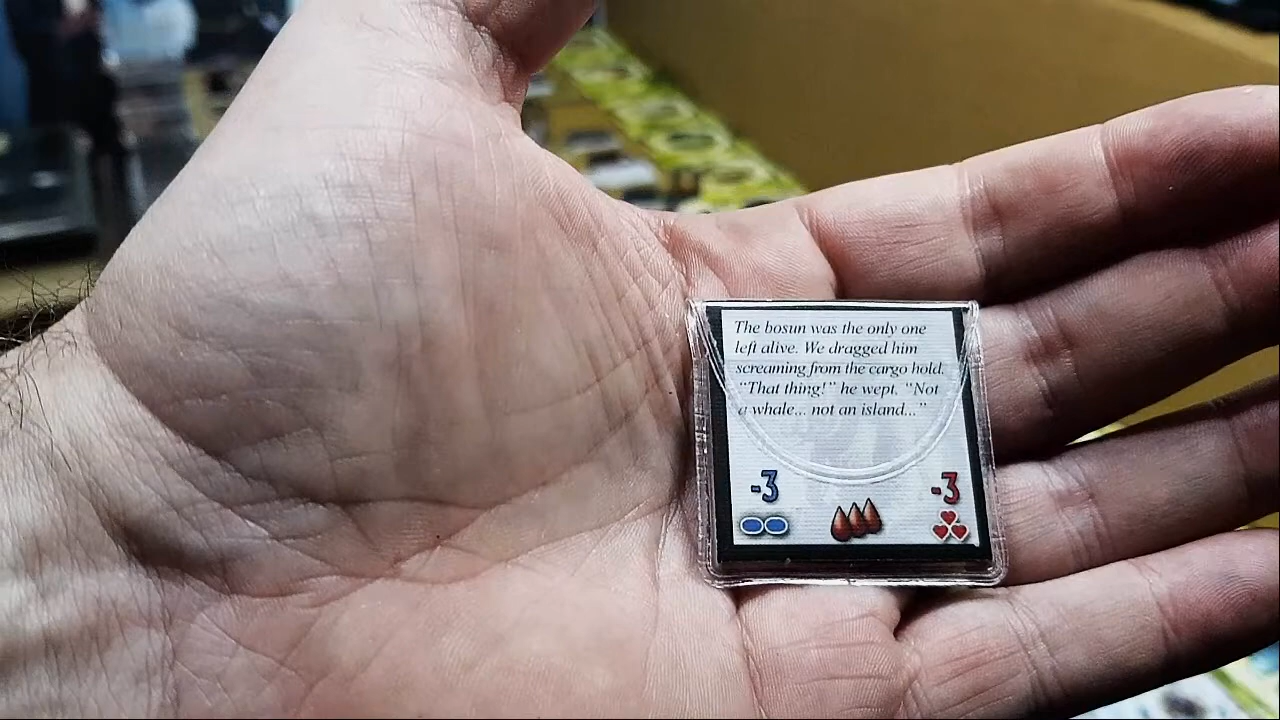 The bosun was the only one
left alive. We dragged him
screaming from the cargo hold.
"That thing!" he wept, "Not
a whale... not an island..."
-3 -3